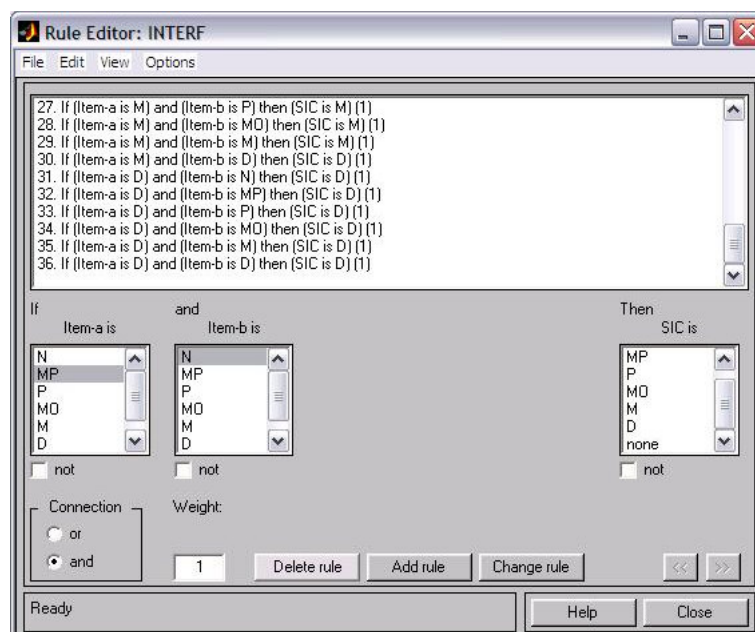 Rule Editor: INTERF
File Edit View Options
27. If (Item-a is M) and (Item-b is P) then (SIC is M) (1)
28. If (Item-a is M) and (Item-b is MO) then (SIC is M) (1)
29. If (Item-a is M) and (Item-b is M) then (SIC is M) (1)
30. If (Item-a is M) and (Item-b is D) then (SIC is D) (1)
31. If (Item-a is D) and (Item-b is N) then (SIC is D) (1)
32. If (Item-a is D) and (Item-b is MP) then (SIC is D) (1)
33. If (Item-a is D) and (Item-b is P) then (SIC is D) (1)
34. If (Item-a is D) and (Item-b is MO) then (SIC is D) (1)
35. If (Item-a is D) and (Item-b is M) then (SIC is D) (1)
36. If (Item-a is D) and (Item-b is D) then (SIC is D) (1)
If
Item-a is
N
MP
P
MO
M
D
not
and
Item-b is
N
MP
P
MO
M
D
not
Then
SIC is
MP
P
MO
M
D
none
not
Connection
or
and
Weight:
1
Delete rule
Add rule
Change rule
<<
>>
Ready
Help
Close